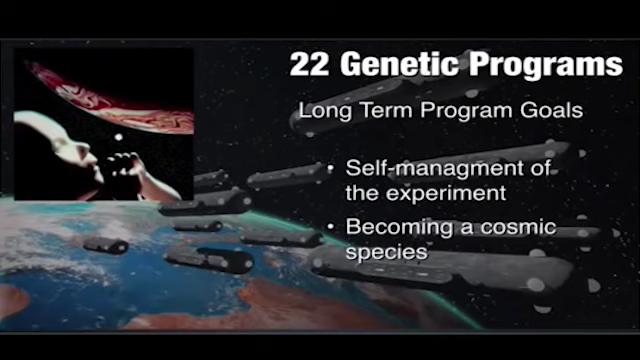 22 Genetic Programs
Long Term Program Goals
• Self-managment of
the experiment
• Becoming a cosmic
species